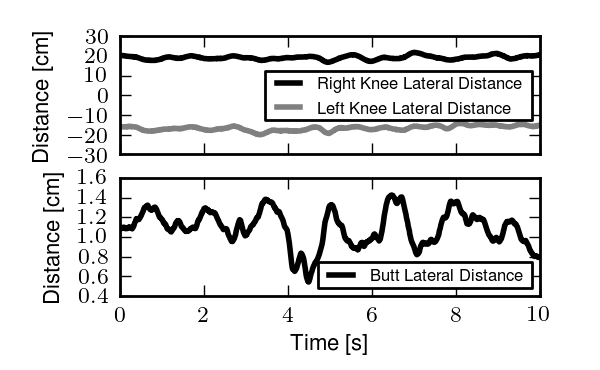 30
20
10
0
−10
−20
−30
Distance [cm]
Right Knee Lateral Distance
Left Knee Lateral Distance
1.6
1.4
1.2
1.0
0.8
0.6
0.4
Distance [cm]
Butt Lateral Distance
0 2 4 6 8 10
Time [s]